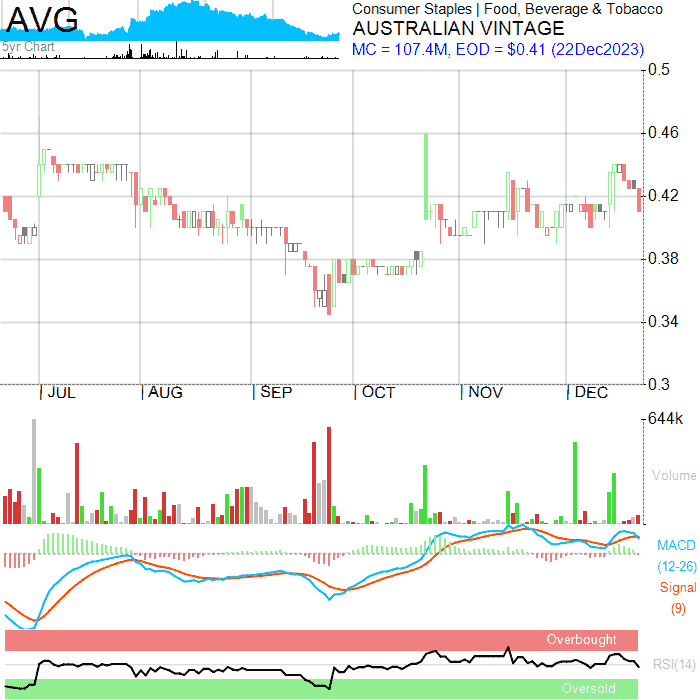 AVG
5yr Chart
Consumer Staples | Food, Beverage & Tobacco
AUSTRALIAN VINTAGE
MC = 107.4M, EOD = $0.41 (22Dec2023)
0.5
0.46
0.42
0.38
0.34
0.3
JUL AUG SEP OCT NOV DEC
644k
Volume
MACD
(12-26)
Signal
(9)
Overbought
RSI(14)
Oversold